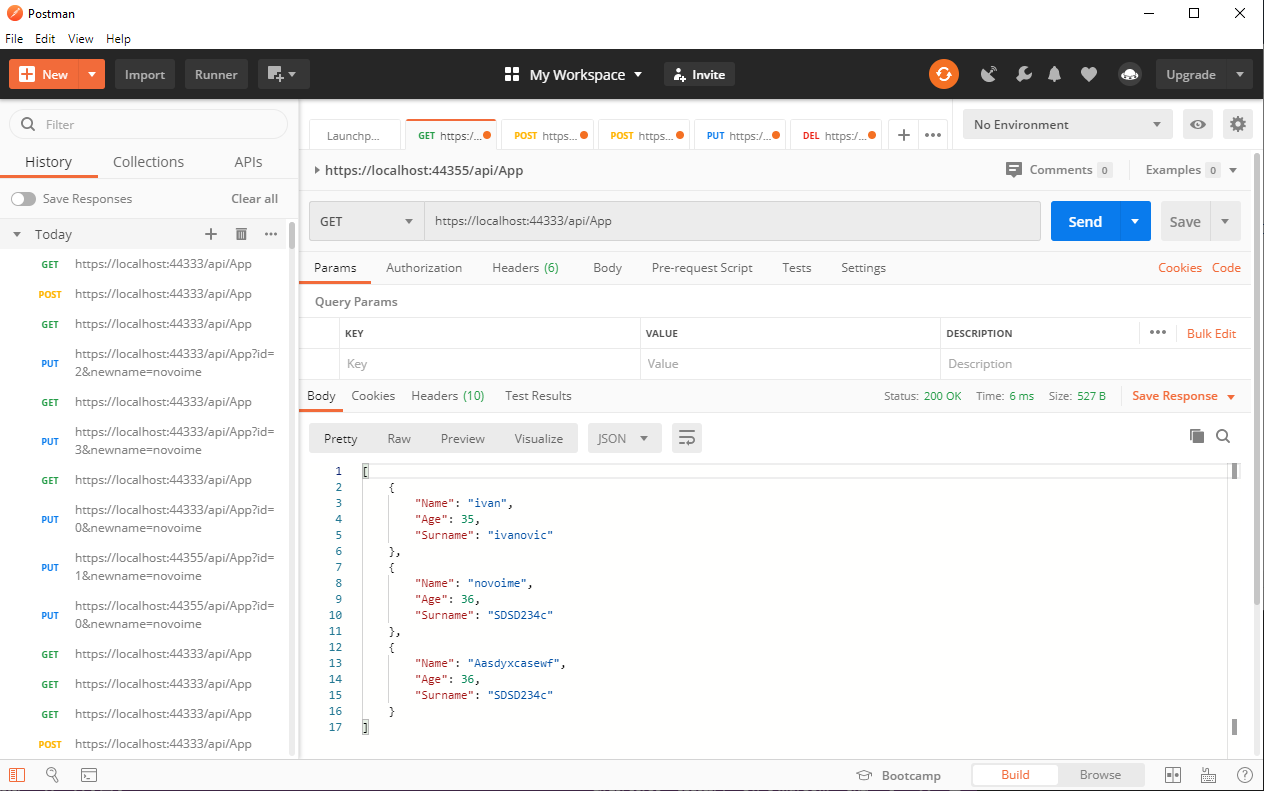 Postman
File Edit View Help
New Import Runner My Workspace Invite Upgrade
Filter
History Collections APIs
Save Responses Clear all
Today
GET https://localhost:44333/api/App
POST https://localhost:44333/api/App
GET https://localhost:44333/api/App
PUT https://localhost:44333/api/App?id=
2&newname=novoime
GET https://localhost:44333/api/App
PUT https://localhost:44333/api/App?id=
3&newname=novoime
GET https://localhost:44333/api/App
PUT https://localhost:44333/api/App?id=
0&newname=novoime
PUT https://localhost:44355/api/App?id=
1&newname=novoime
PUT https://localhost:44355/api/App?id=
0&newname=novoime
GET https://localhost:44333/api/App
GET https://localhost:44333/api/App
GET https://localhost:44333/api/App
POST https://localhost:44333/api/App
Launchp... GET https:/... POST https... POST https... PUT https:/... DEL https:/... + ••• No Environment
https://localhost:44355/api/App Comments 0 Examples 0
GET https://localhost:44333/api/App Send Save
Params Authorization Headers (6) Body Pre-request Script Tests Settings Cookies Code
Query Params
KEY VALUE DESCRIPTION ••• Bulk Edit
Key Value Description
Body Cookies Headers (10) Test Results Status: 200 OK Time: 6 ms Size: 527 B Save Response
Pretty Raw Preview Visualize JSON
1 [
2 {
3 "Name": "ivan",
4 "Age": 35,
5 "Surname": "ivanovic"
6 },
7 {
8 "Name": "novoime",
9 "Age": 36,
10 "Surname": "SDSD234c"
11 },
12 {
13 "Name": "Aasdyxcasewf",
14 "Age": 36,
15 "Surname": "SDSD234c"
16 }
17 ]
Bootcamp Build Browse